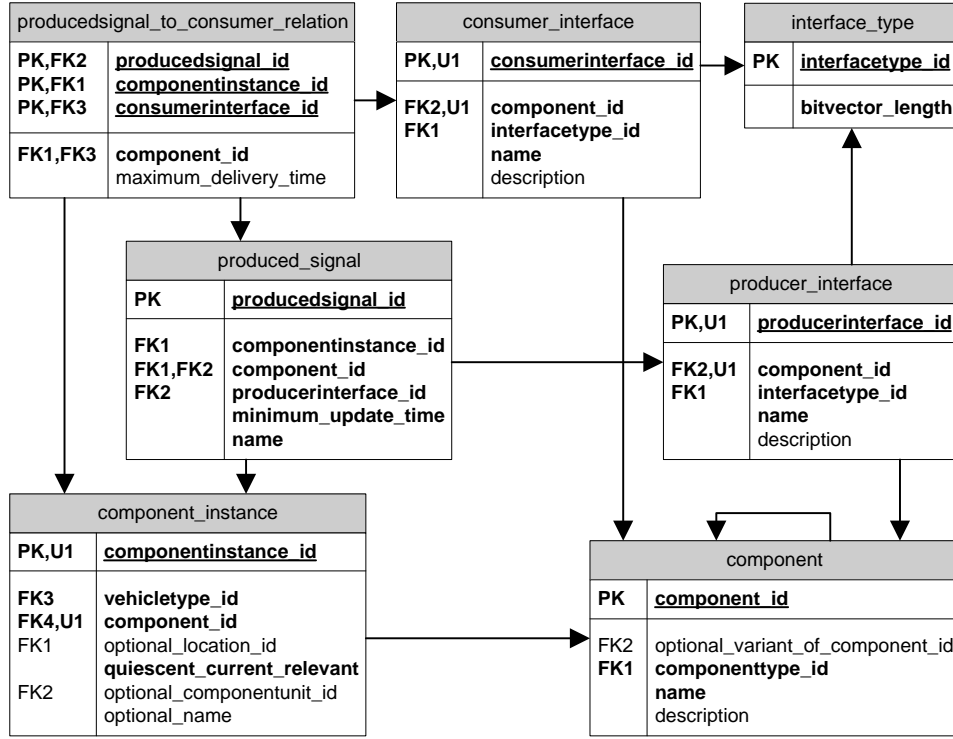 producedsignal_to_consumer_relation
PK,FK2 producedsignal_id
PK,FK1 componentinstance_id
PK,FK3 consumerinterface_id
FK1,FK3 component_id
maximum_delivery_time
consumer_interface
PK,U1 consumerinterface_id
FK2,U1 component_id
FK1 interfacetype_id
name
description
interface_type
PK interfacetype_id
bitvector_length
produced_signal
PK producedsignal_id
FK1 componentinstance_id
FK1,FK2 component_id
FK2 producerinterface_id
minimum_update_time
name
producer_interface
PK,U1 producerinterface_id
FK2,U1 component_id
FK1 interfacetype_id
name
description
component_instance
PK,U1 componentinstance_id
FK3 vehicletype_id
FK4,U1 component_id
FK1 optional_location_id
quiescent_current_relevant
FK2 optional_componentunit_id
optional_name
component
PK component_id
FK2 optional_variant_of_component_id
FK1 componenttype_id
name
description